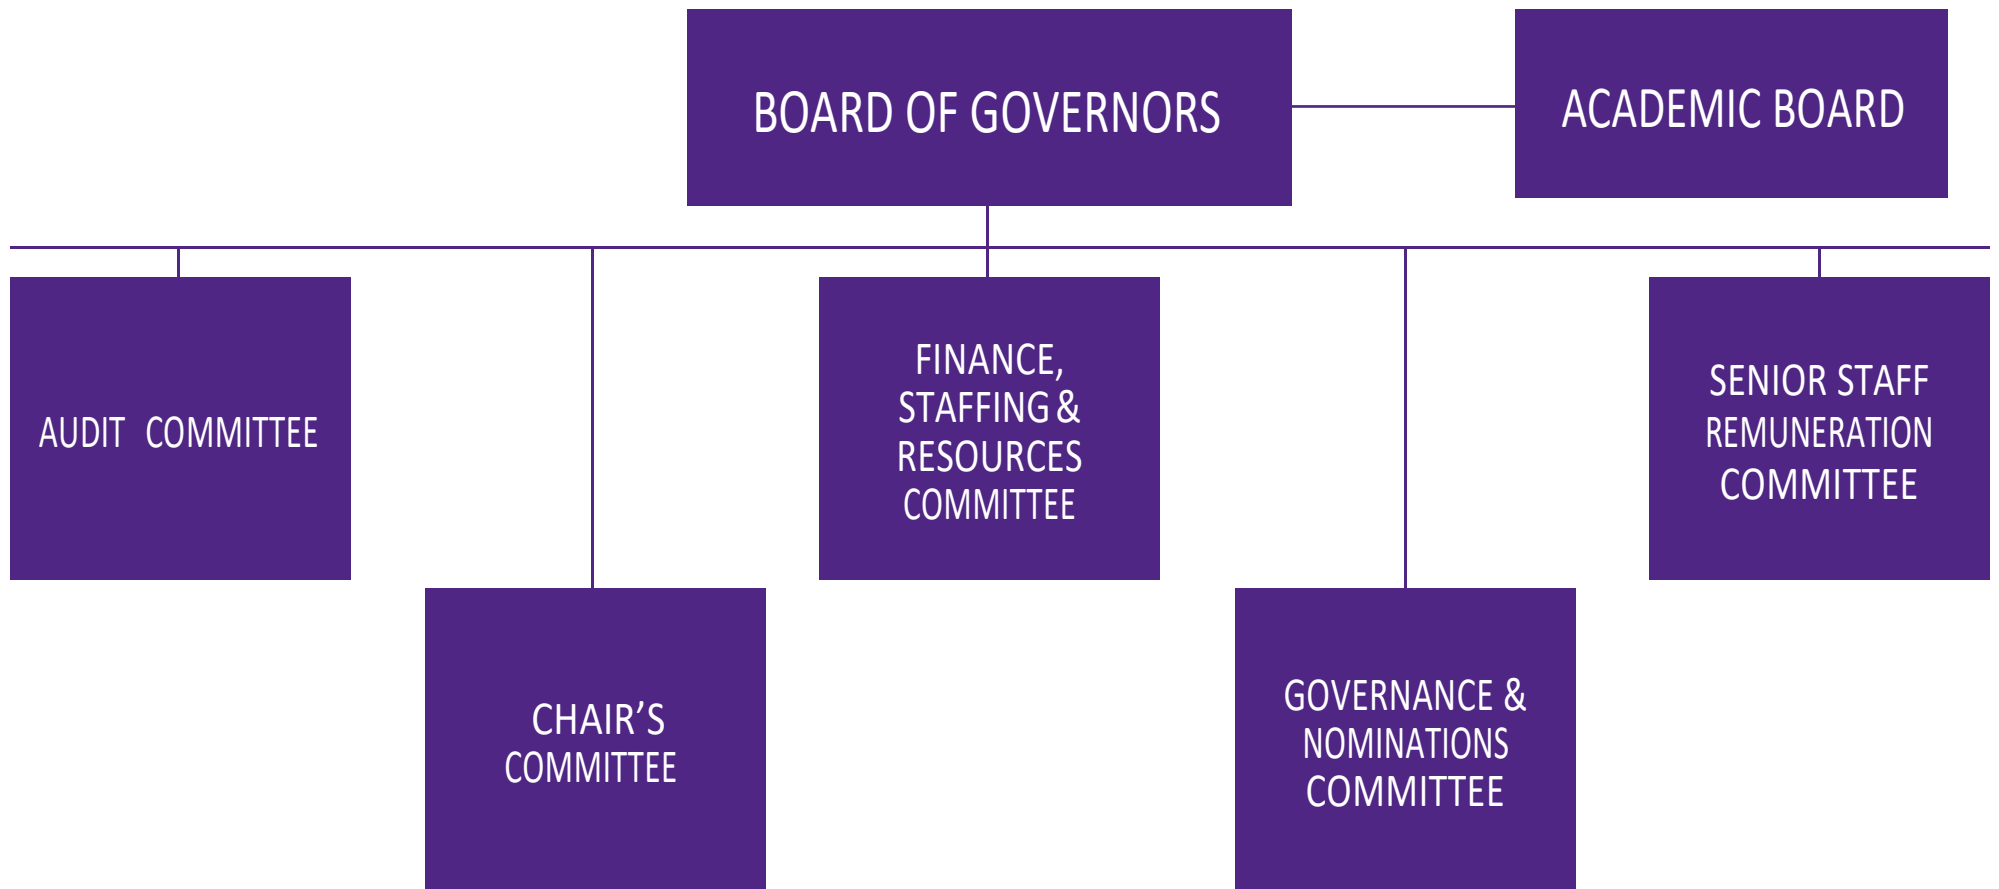 BOARD OF GOVERNORS
ACADEMIC BOARD
AUDIT COMMITTEE
CHAIR’S
COMMITTEE
FINANCE,
STAFFING &
RESOURCES
COMMITTEE
GOVERNANCE &
NOMINATIONS
COMMITTEE
SENIOR STAFF
REMUNERATION
COMMITTEE